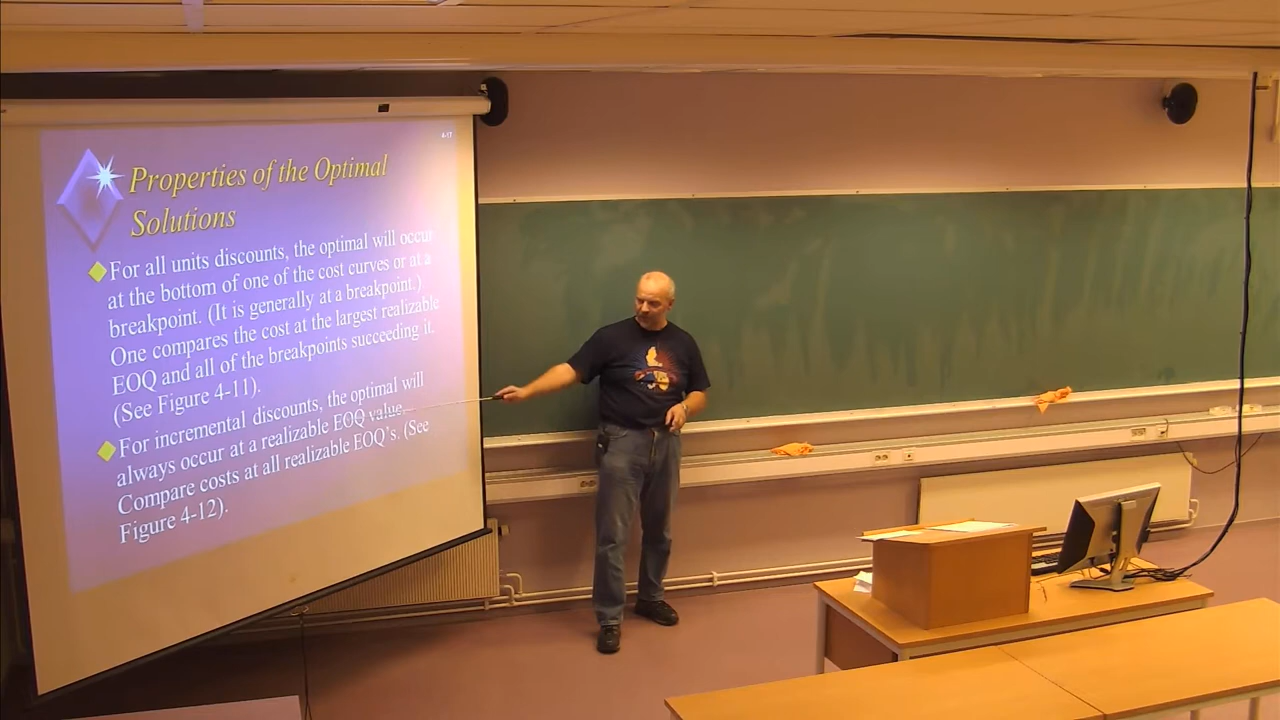 4-17
Properties of the Optimal
Solutions
For all units discounts, the optimal will occur
at the bottom of one of the cost curves or at a
breakpoint. (It is generally at a breakpoint.)
One compares the cost at the largest realizable
EOQ and all of the breakpoints succeeding it.
(See Figure 4-11).
For incremental discounts, the optimal will
always occur at a realizable EOQ value.
Compare costs at all realizable EOQ's. (See
Figure 4-12).